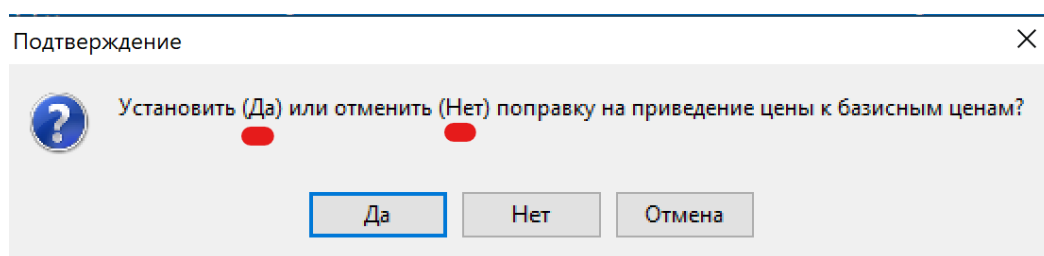 Подтверждение
Установить (Да) или отменить (Нет) поправку на приведение цены к базисным ценам?
Да Нет Отмена